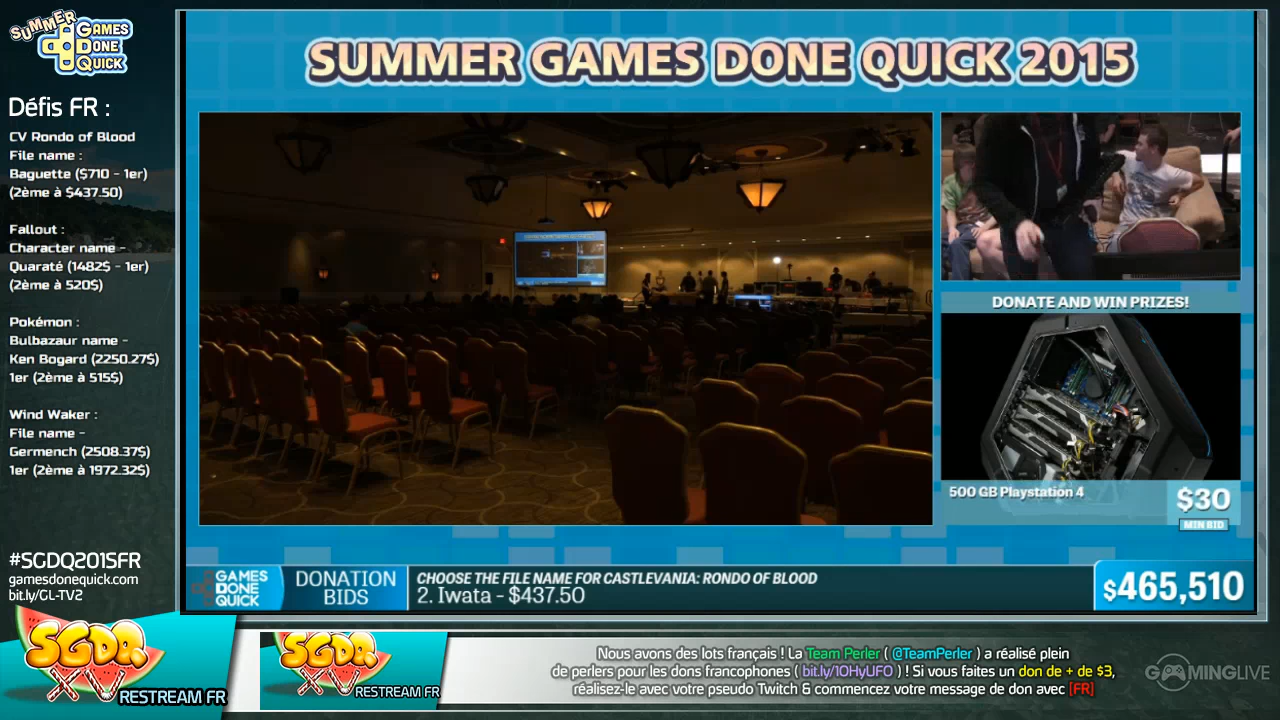 SUMMER
GAMES
DONE
QUICK
Défis FR :
CV Rondo of Blood
File name :
Baguette ($710 - 1er)
(2ème à $437.50)
Fallout :
Character name -
Quaraté (1482$ - 1er)
(2ème à 520$)
Pokémon :
Bulbazaur name -
Ken Bogard (2250.27$)
1er (2ème à 515$)
Wind Waker :
File name -
Germench (2508.37$)
1er (2ème à 1972.32$)
#SGDQ2015FR
gamesdonequick.com
bit.ly/GL-TV2
SUMMER GAMES DONE QUICK 2015
DONATE AND WIN PRIZES!
500 GB Playstation 4
$30
MIN BID
GAMES
DONE
QUICK
DONATION
BIDS
CHOOSE THE FILE NAME FOR CASTLEVANIA: RONDO OF BLOOD
2. Iwata - $437.50
$465,510
SGDQ
XV
RESTREAM FR
SGDQ
XV
RESTREAM FR
Nous avons des lots français ! La Team Perler ( @TeamPerler ) a réalisé plein
de perlers pour les dons francophones ( bit.ly/1OHyUFO ) ! Si vous faites un don de + de $3,
réalisez-le avec votre pseudo Twitch & commencez votre message de don avec [FR]
GAMINGLIVE